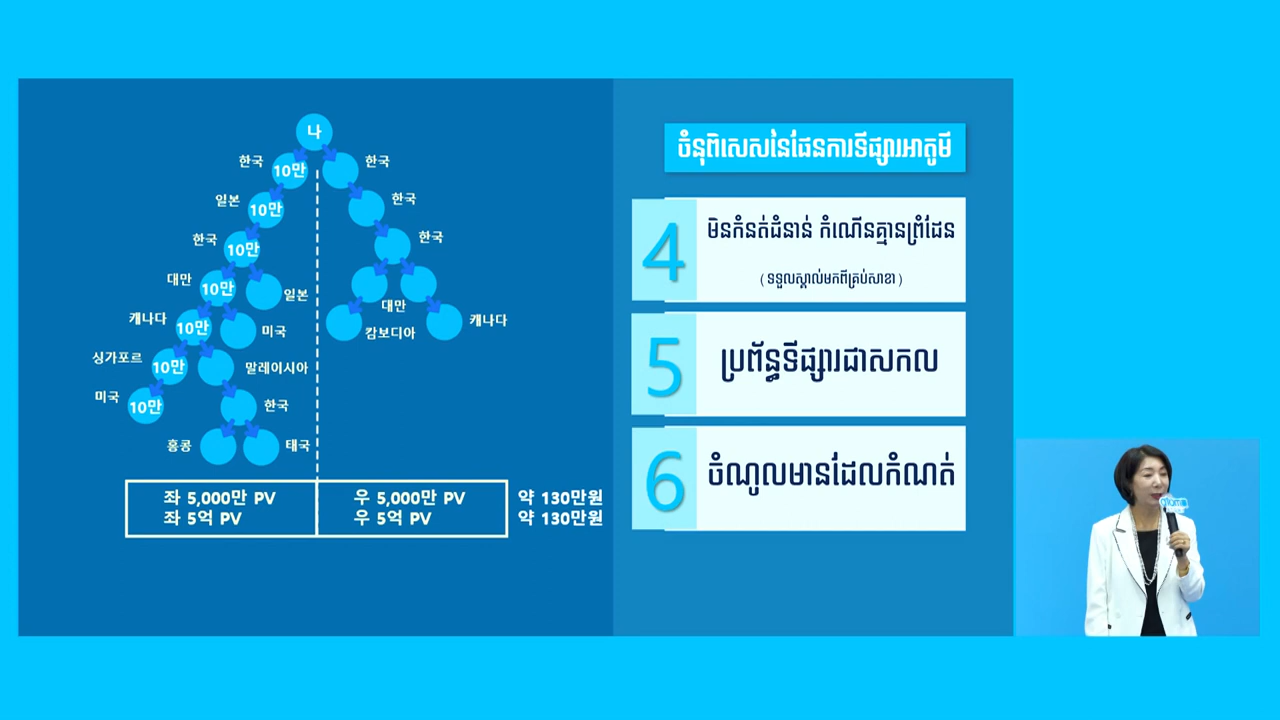 나
한국
10만
한국
일본
10만
한국
한국
10만
한국
대만
10만
일본
대만
캐나다
10만
미국
캄보디아
캐나다
싱가포르
10만
말레이시아
미국
10만
한국
홍콩
태국
좌 5,000만 PV
우 5,000만 PV
약 130만원
좌 5억 PV
우 5억 PV
약 130만원
ចំនុពិសេសនៃផែនការទីផ្សារអាតូមី
4
មិនកំនត់ជំនាន់ កំណើនគ្មានព្រំដែន
(ទទួលស្គាល់មកពីគ្រប់សាខា)
5
ប្រព័ន្ធទីផ្សារជាសកល
6
ចំណូលមានដែលកំណត់